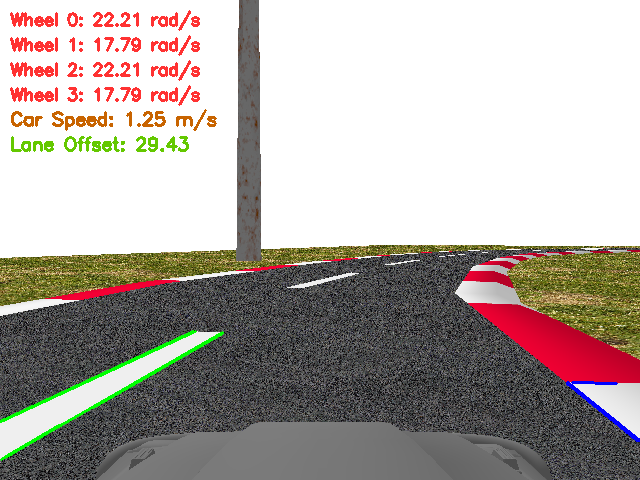 Wheel 0: 22.21 rad/s
Wheel 1: 17.79 rad/s
Wheel 2: 22.21 rad/s
Wheel 3: 17.79 rad/s
Car Speed: 1.25 m/s
Lane Offset: 29.43